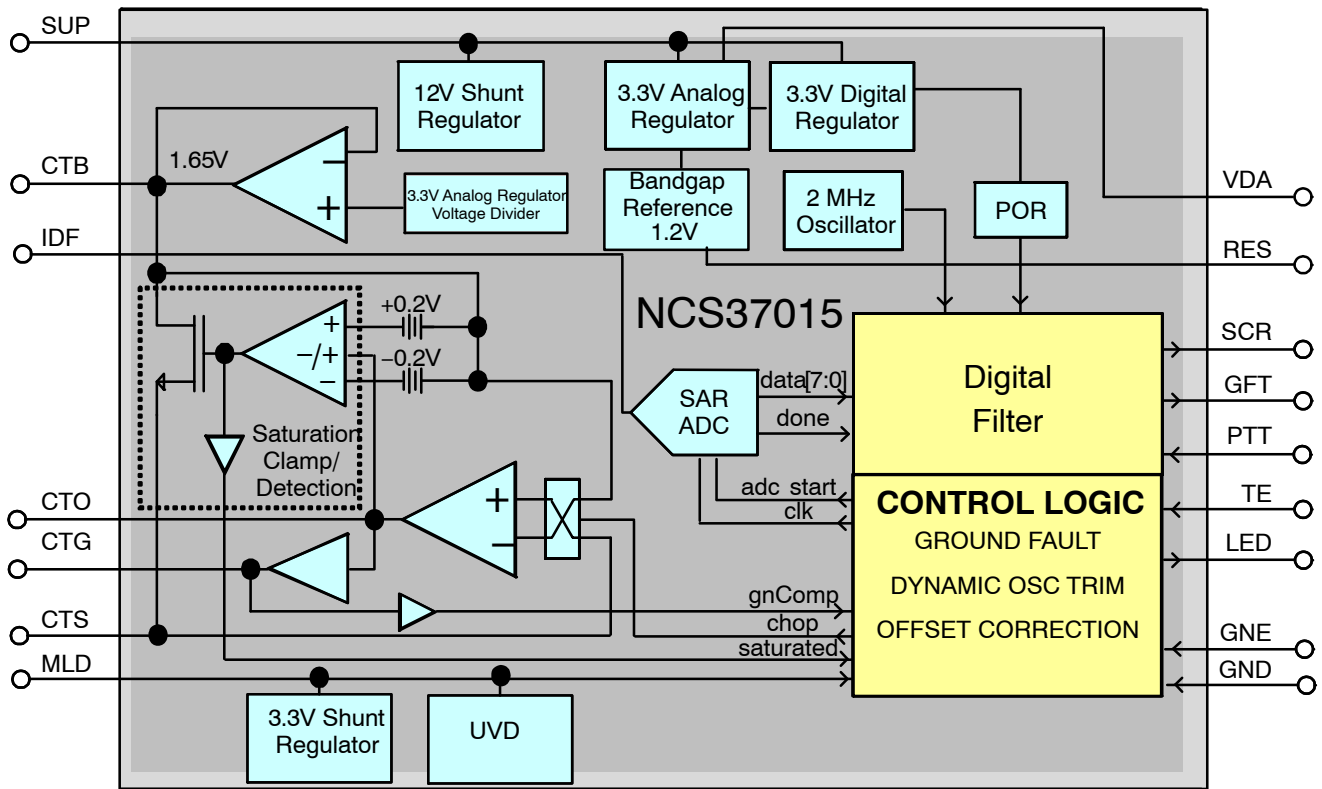 SUP
12V Shunt
Regulator
3.3V Analog
Regulator
3.3V Digital
Regulator
CTB
1.65V
−
+
3.3V Analog Regulator
Voltage Divider
Bandgap
Reference
1.2V
2 MHz
Oscillator
POR
VDA
IDF
RES
NCS37015
+0.2V
+
−/+
−0.2V
−
Saturation
Clamp/
Detection
SAR
ADC
data[7:0]
done
adc_start
clk
Digital
Filter
SCR
GFT
PTT
CONTROL LOGIC
GROUND FAULT
DYNAMIC OSC TRIM
OFFSET CORRECTION
TE
LED
GNE
GND
CTO
+
−
CTG
gnComp
chop
saturated
CTS
MLD
3.3V Shunt
Regulator
UVD